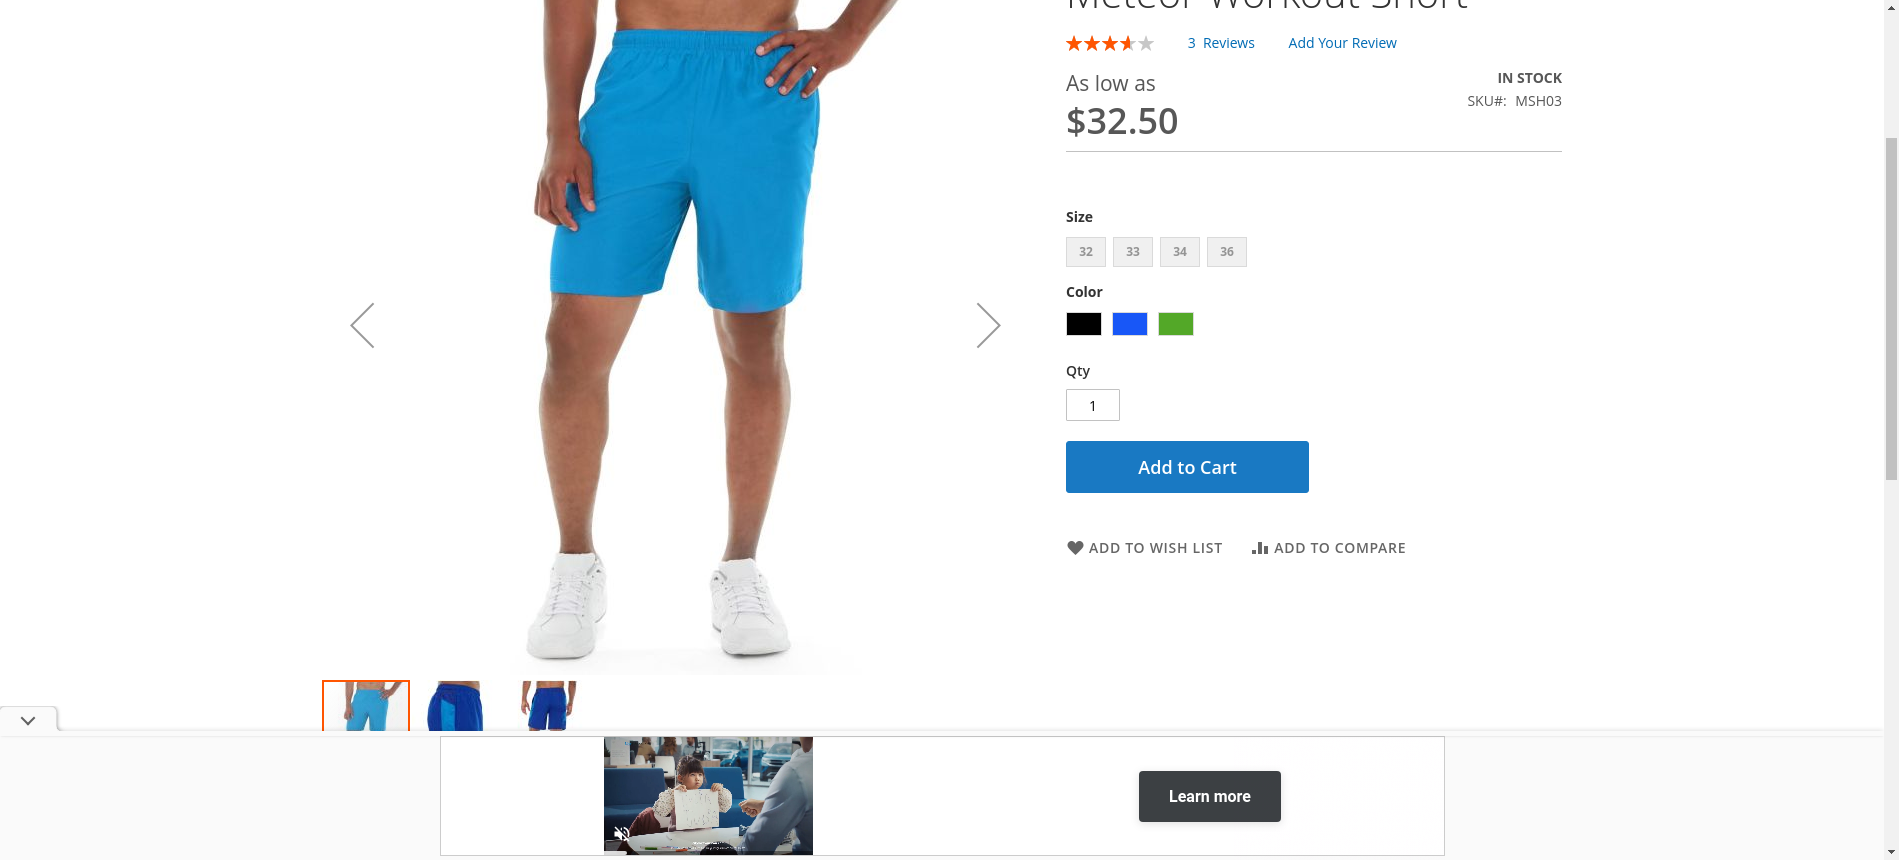 Meteor Workout Short
3 Reviews Add Your Review
As low as
$32.50
IN STOCK
SKU#: MSH03
Size
32 33 34 36
Color
Qty
1
Add to Cart
ADD TO WISH LIST ADD TO COMPARE
Learn more